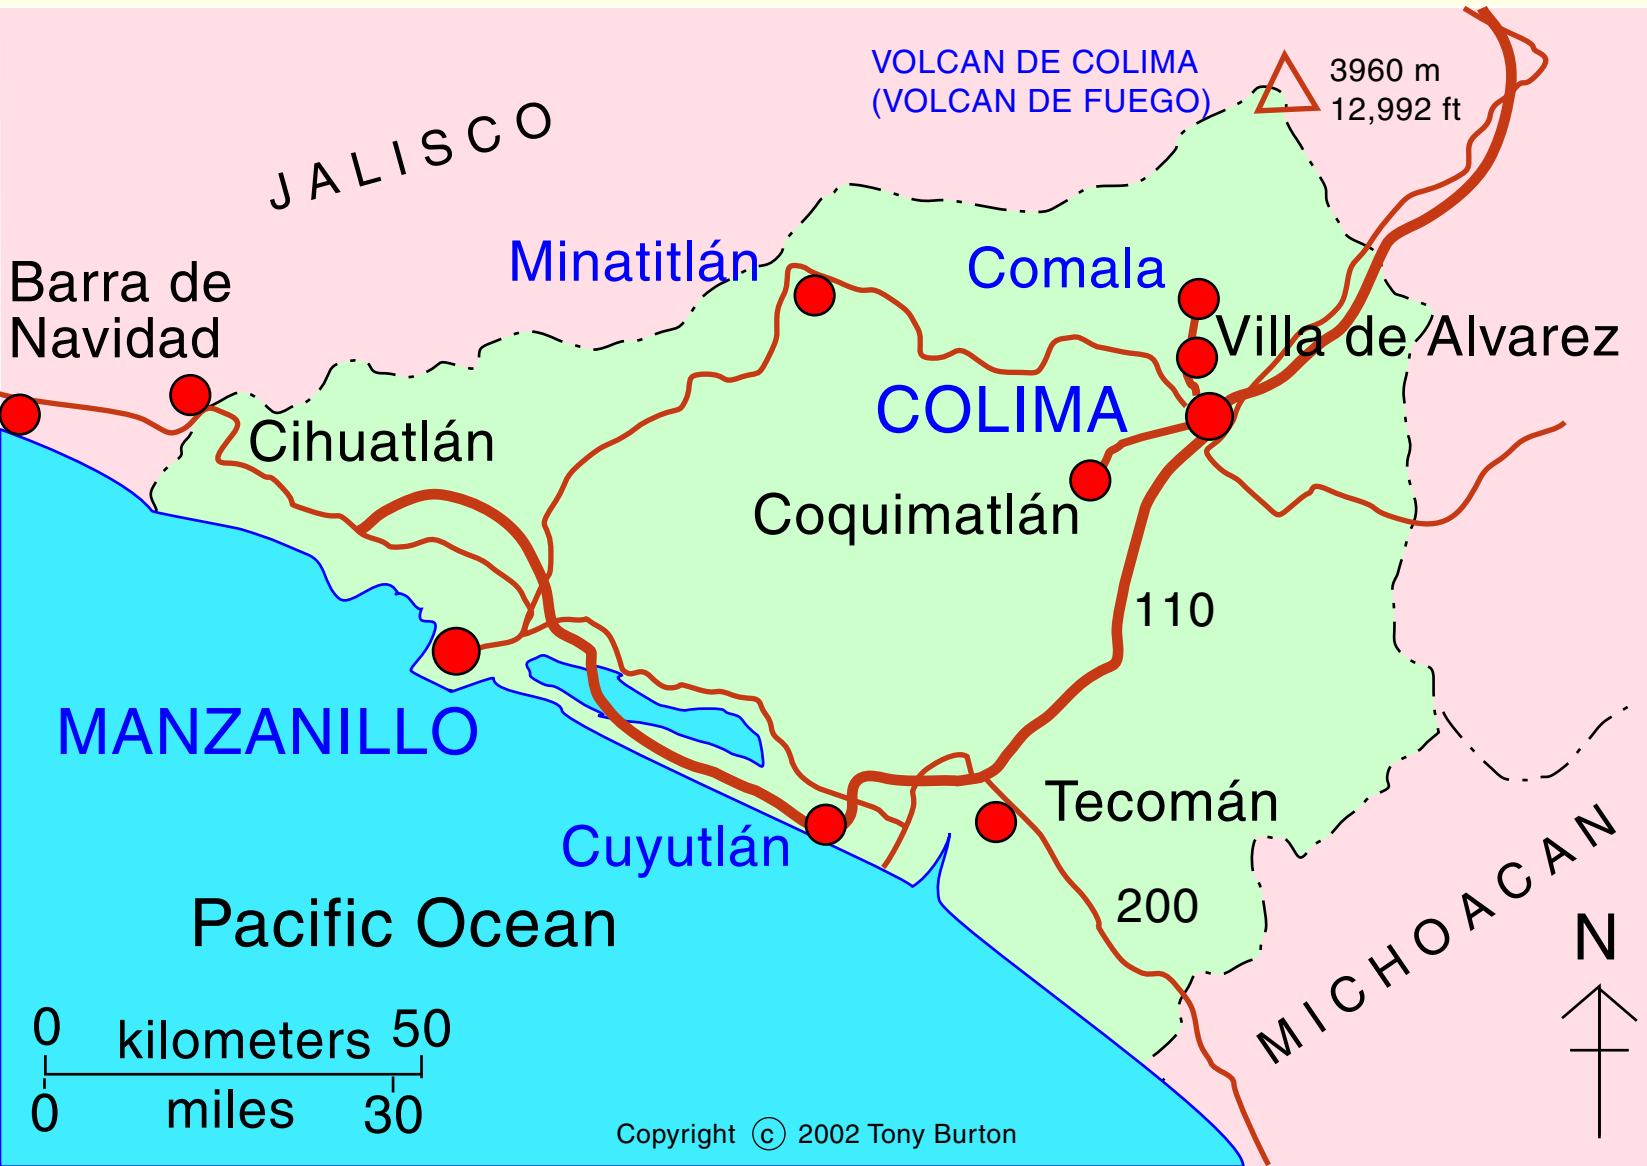 VOLCAN DE COLIMA
(VOLCAN DE FUEGO)
3960 m
12,992 ft
JALISCO
Minatitlán
Comala
Barra de
Navidad
Villa de Alvarez
COLIMA
Cihuatlán
Coquimatlán
110
MANZANILLO
Tecomán
Cuyutlán
200
MICHOACAN
Pacific Ocean
N
0 kilometers 50
0 miles 30
Copyright © 2002 Tony Burton